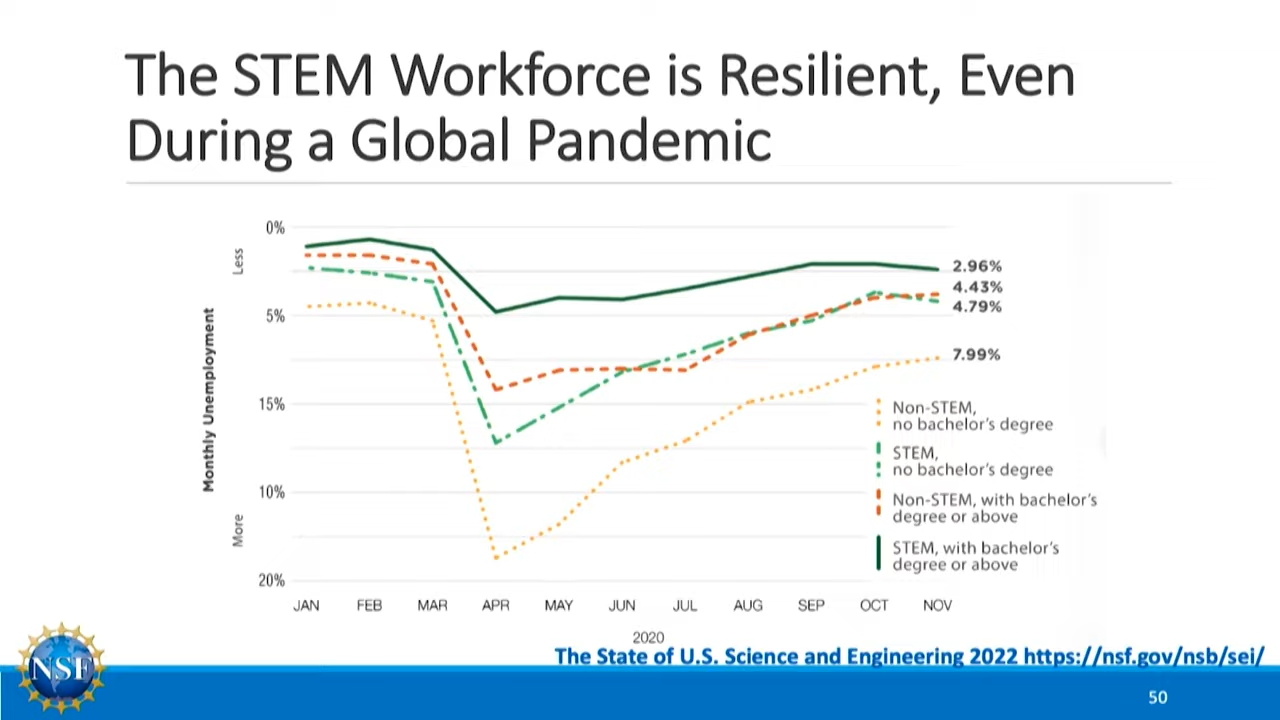 The STEM Workforce is Resilient, Even
During a Global Pandemic
0%
Less
2.96%
4.43%
4.79%
5%
7.99%
Monthly Unemployment
15%
Non-STEM,
no bachelor's degree
STEM,
no bachelor's degree
10%
Non-STEM, with bachelor's
degree or above
More
STEM, with bachelor's
degree or above
20%
JAN FEB MAR APR MAY JUN JUL AUG SEP OCT NOV
2020
The State of U.S. Science and Engineering 2022 https://nsf.gov/nsb/sei/
NSF
50